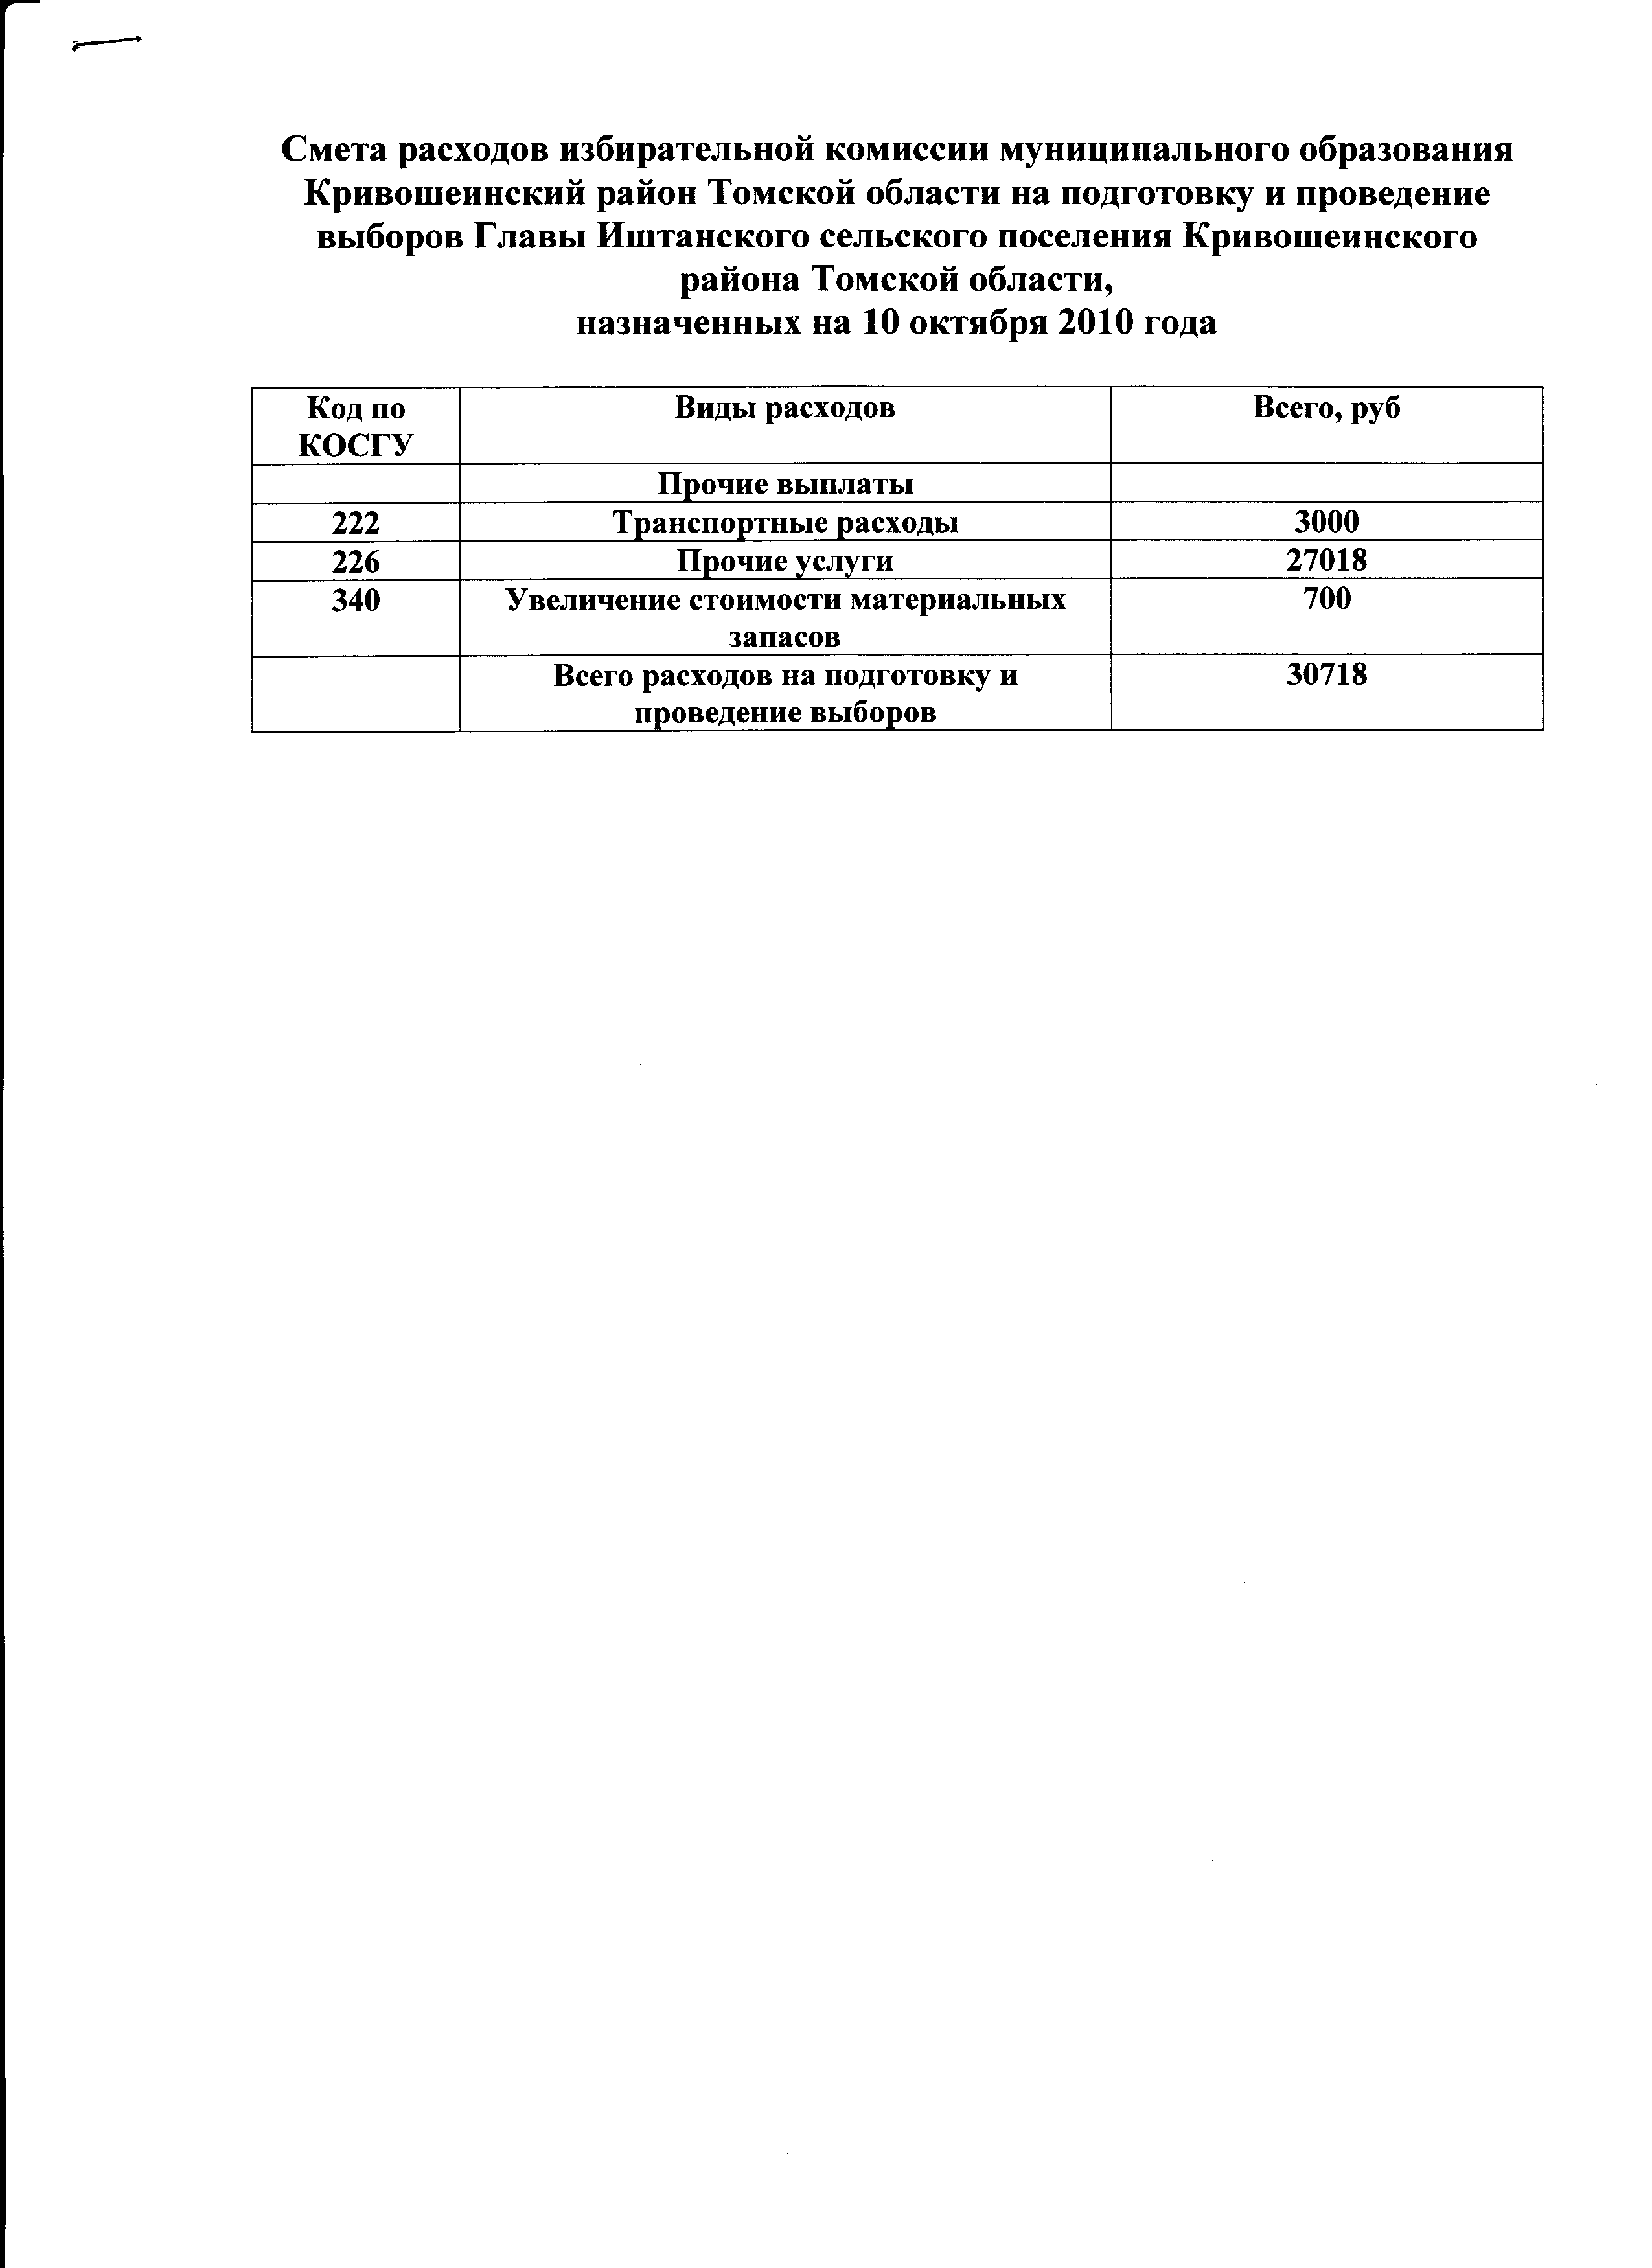 Смета расходов избирательной комиссии муниципального образования
Кривошеинский район Томской области на подготовку и проведение
выборов Главы Иштанского сельского поселения Кривошеинского
района Томской области,
назначенных на 10 октября 2010 года
Код по КОСГУ Виды расходов Всего, руб
Прочие выплаты
222 Транспортные расходы 3000
226 Прочие услуги 27018
340 Увеличение стоимости материальных 700
запасов
Всего расходов на подготовку и 30718
проведение выборов